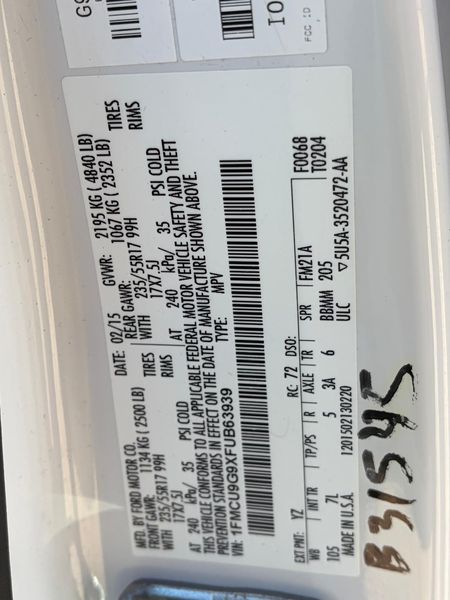 G9
IO
FCC ID
MFD. BY FORD MOTOR CO.
DATE: 02/15 GVWR: 2195 KG ( 4840 LB)
FRONT GAWR: 1134 KG ( 2500 LB) REAR GAWR: 1067 KG ( 2352 LB)
WITH 235/55R17 99H TIRES WITH 235/55R17 99H TIRES
17X7.5J RIMS 17X7.5J RIMS
AT 240 kPa/ 35 PSI COLD AT 240 kPa/ 35 PSI COLD
THIS VEHICLE CONFORMS TO ALL APPLICABLE FEDERAL MOTOR VEHICLE SAFETY AND THEFT
PREVENTION STANDARDS IN EFFECT ON THE DATE OF MANUFACTURE SHOWN ABOVE.
VIN: 1FMCU9G9XFUB63939 TYPE: MPV
EXT PNT: YZ RC: 72 DSO: F0068
WB INT TR TP/PS R AXLE TR SPR FM21A T0204
105 7L 5 3A 6 BBMM 205
MADE IN U.S.A. 1201502130220 ULC ▽5U5A-3520472-AA
B31545